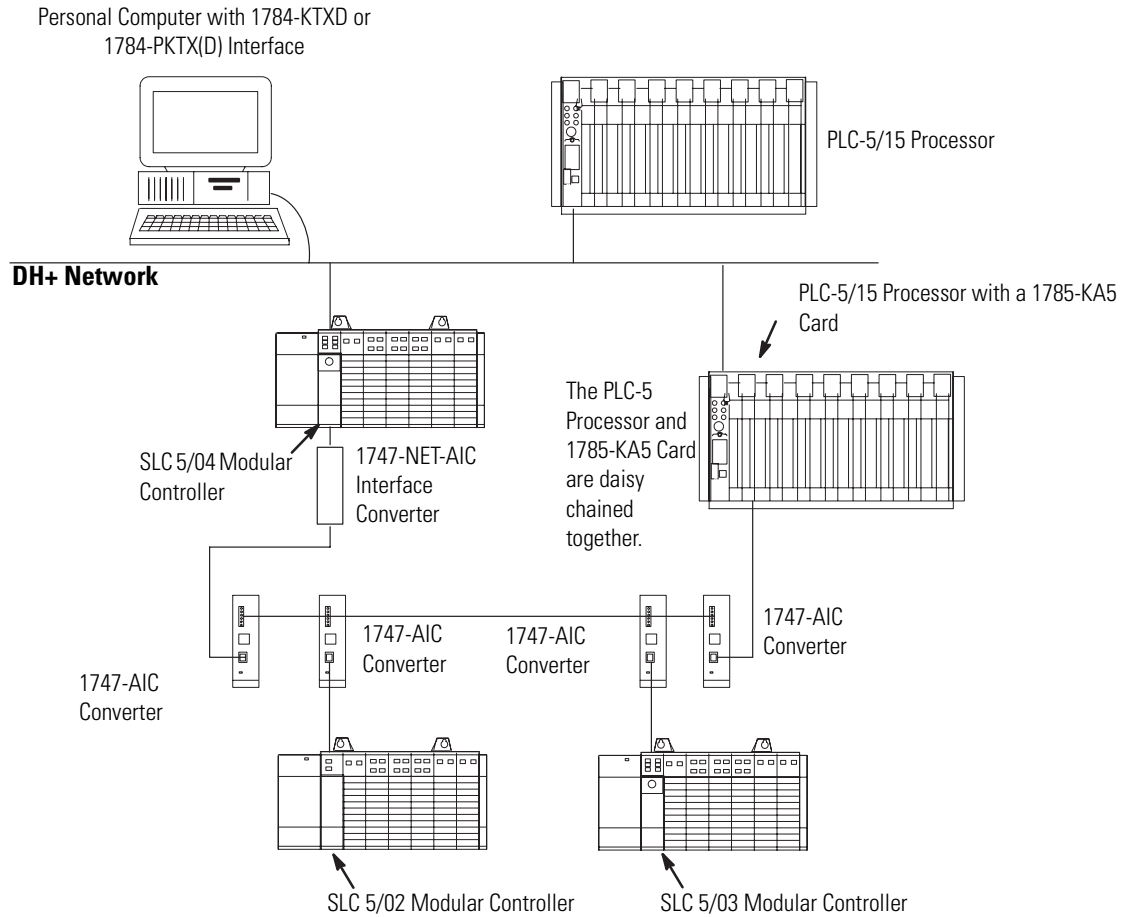 Personal Computer with 1784-KTXD or
1784-PKTX(D) Interface
PLC-5/15 Processor
DH+ Network
PLC-5/15 Processor with a 1785-KA5
Card
The PLC-5
Processor and
1785-KA5 Card
are daisy
chained
together.
SLC 5/04 Modular
Controller
1747-NET-AIC
Interface
Converter
1747-AIC
Converter
1747-AIC
Converter
1747-AIC
Converter
1747-AIC
Converter
SLC 5/02 Modular Controller
SLC 5/03 Modular Controller